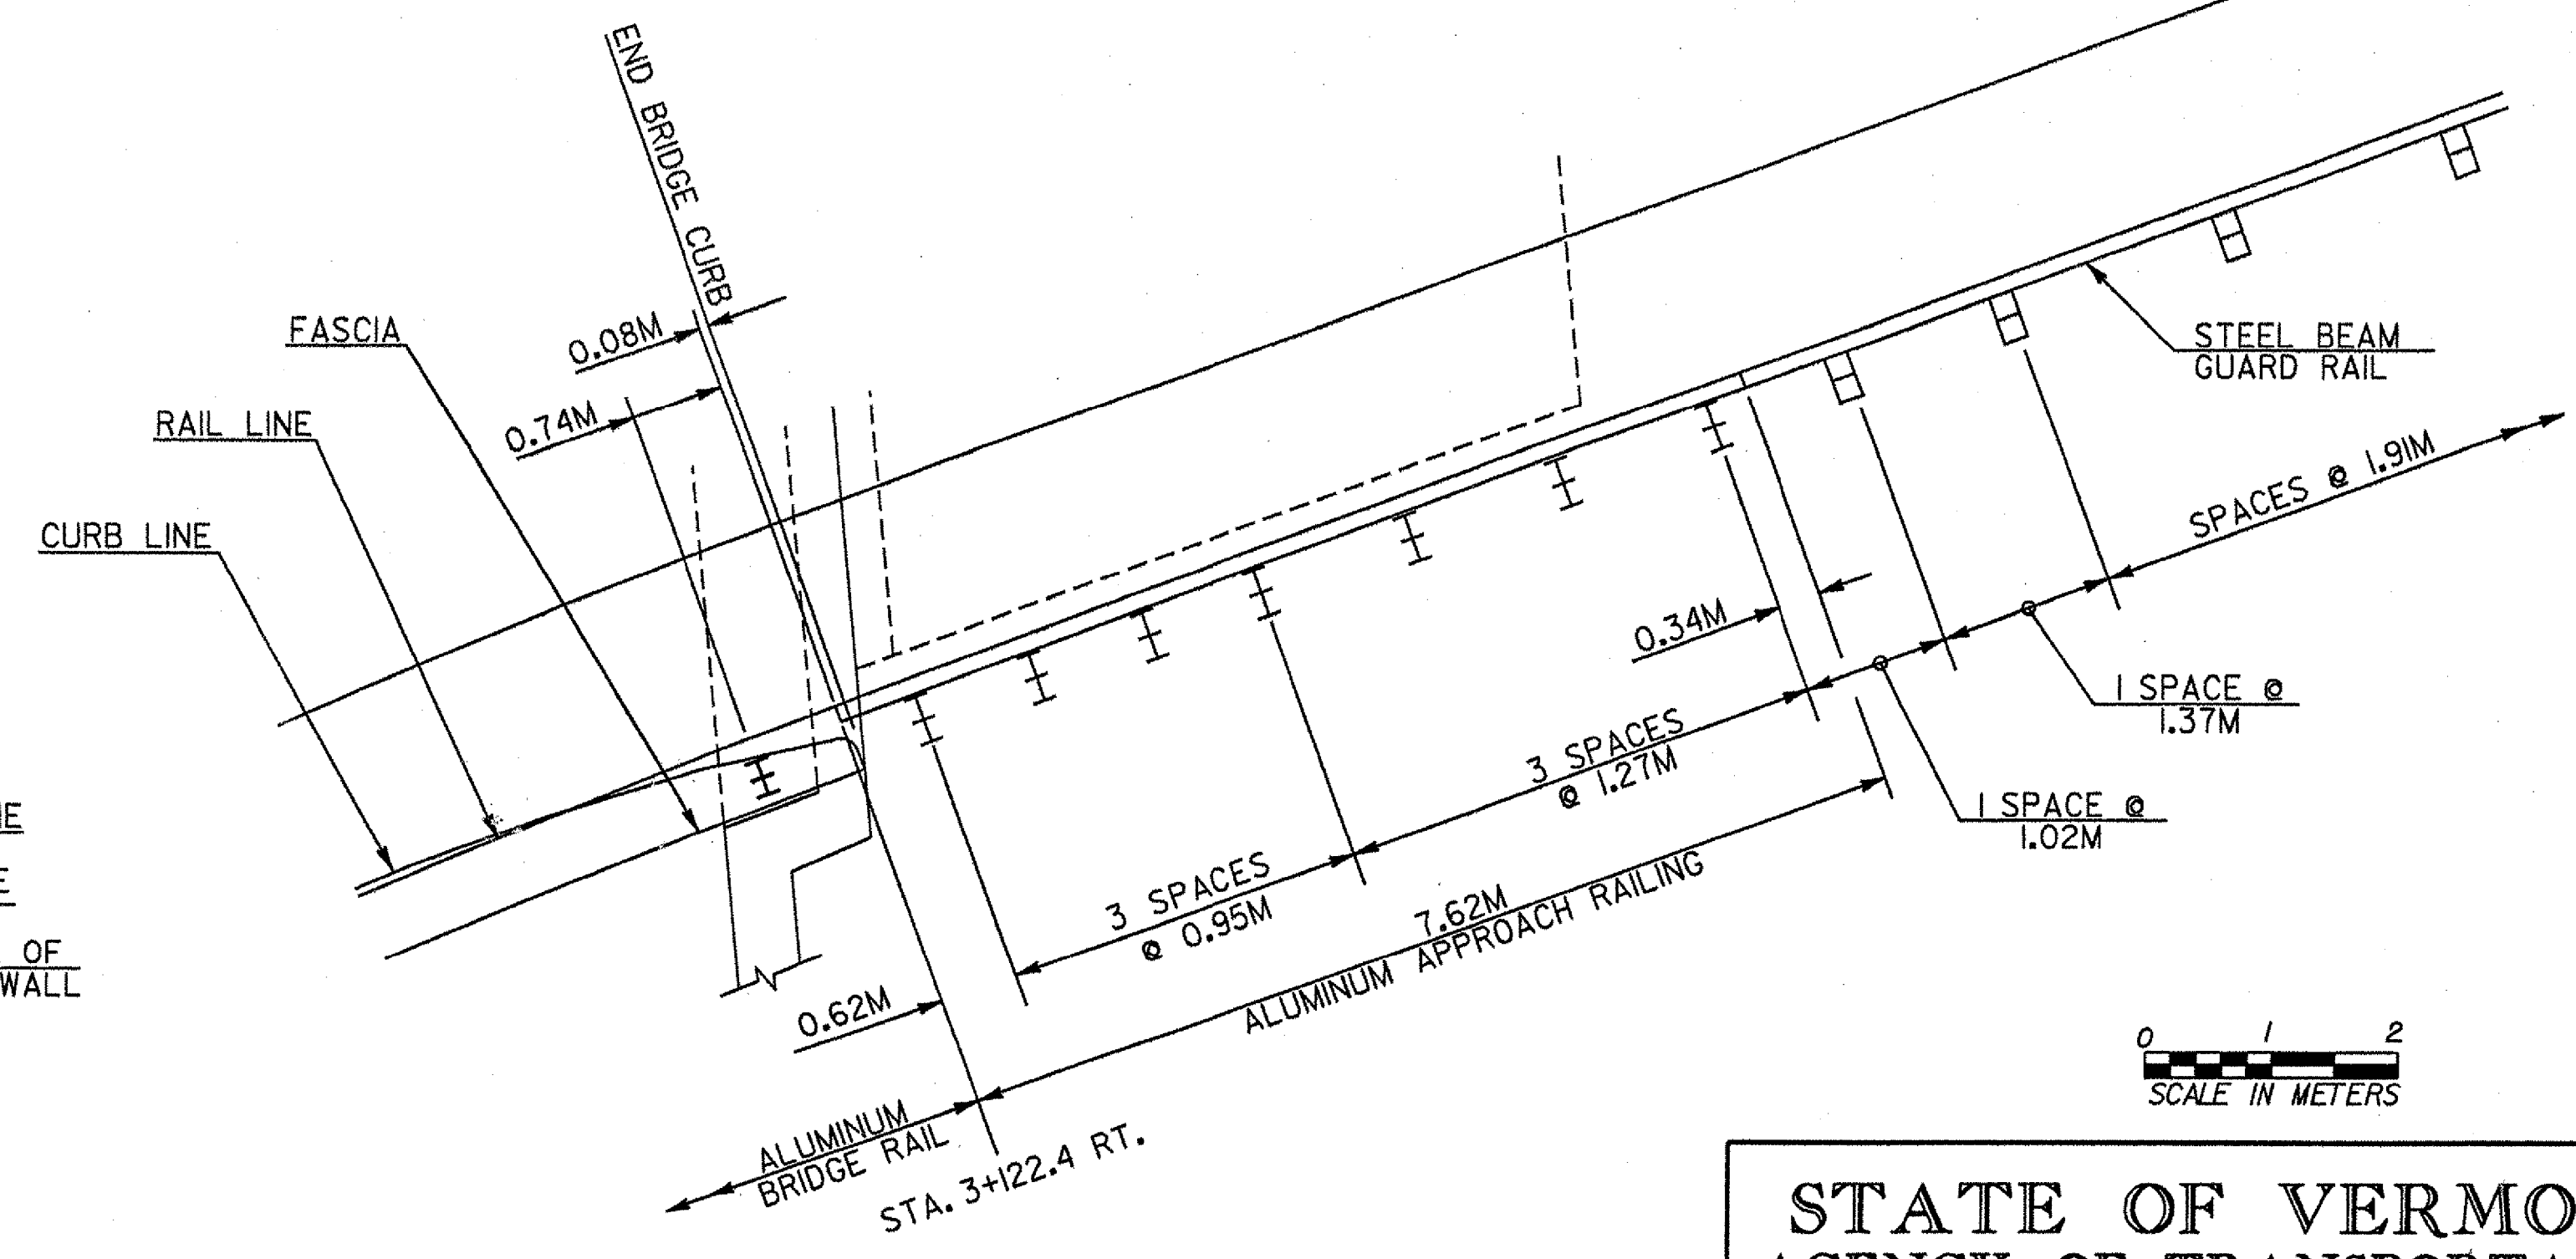 END BRIDGE CURB
0.08M
FASCIA
0.74M
RAIL LINE
CURB LINE
STEEL BEAM
GUARD RAIL
SPACES @ 1.91M
0.34M
1 SPACE @
1.37M
3 SPACES
@ 1.27M
1 SPACE @
1.02M
3 SPACES
@ 0.95M
7.62M
ALUMINUM APPROACH RAILING
OF
WALL
0.62M
ALUMINUM
BRIDGE RAIL
STA. 3+122.4 RT.
0 1 2
SCALE IN METERS
STATE OF VERMO
AGENCY OF TRANSPORTA